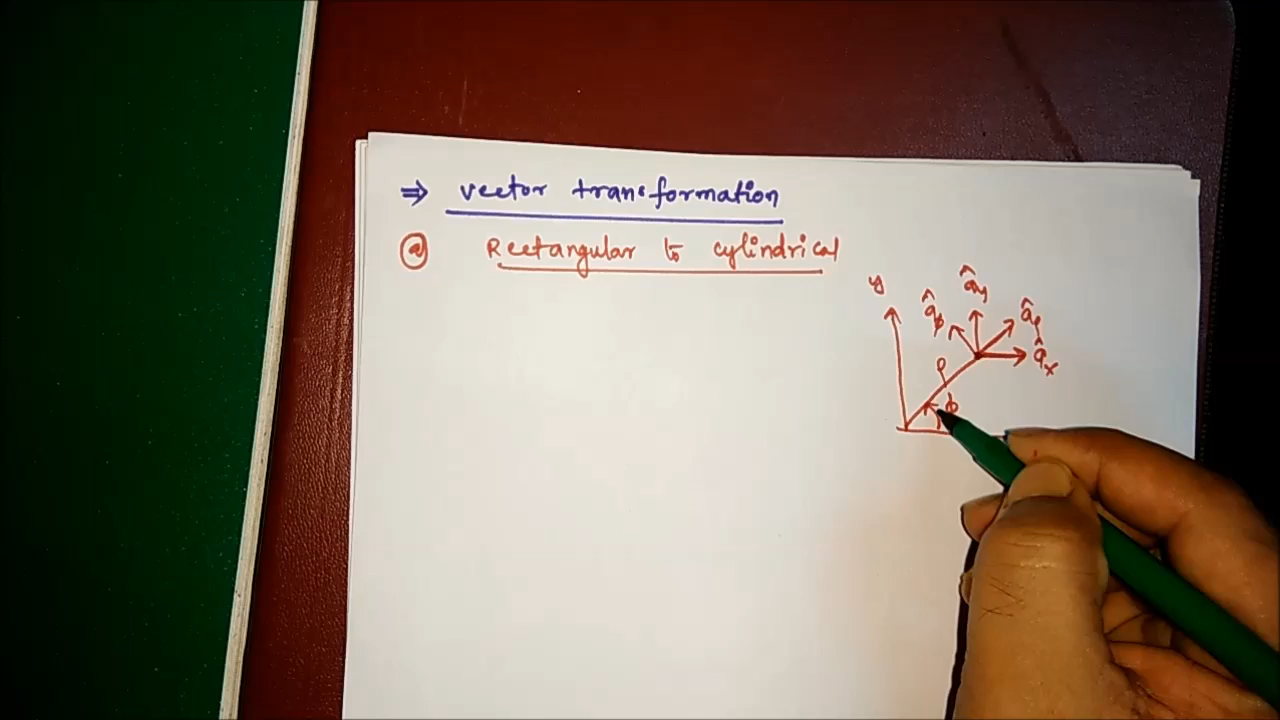 ⇒ vector transformation
ⓐ Rectangular to cylindrical
y
âϕ ây âρ
âx
ρ
ϕ